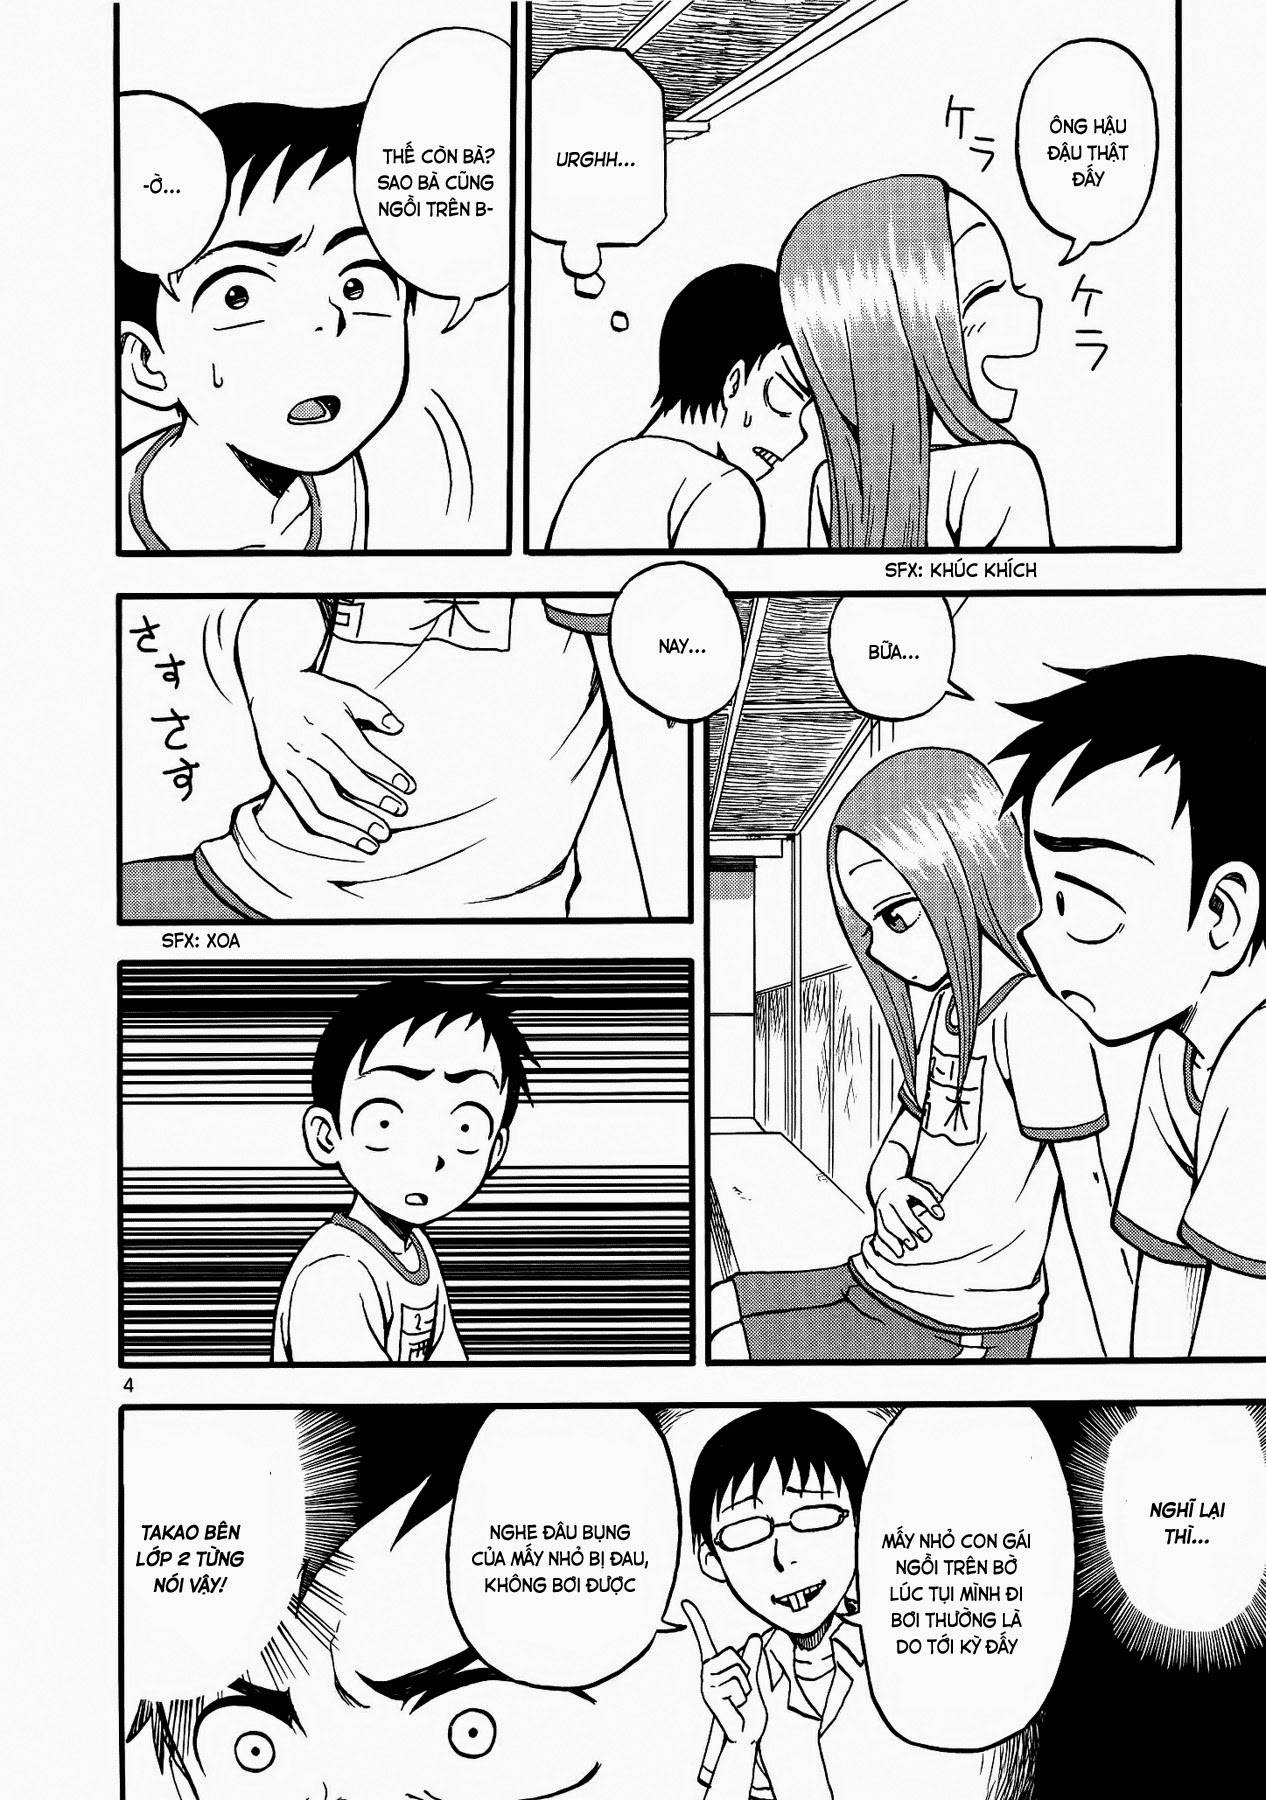 ケラ
ÔNG HẬU
ĐẬU THẬT
ĐẤY
ケラ
URGHH...
SFX: KHÚC KHÍCH
THẾ CÒN BÀ?
SAO BÀ CŨNG
NGỒI TRÊN B-
-Ờ...
BỮA...
NAY...
木
さす
さす
木
SFX: XOA
2-
4
NGHĨ LẠI
THÌ...
MẤY NHỎ CON GÁI
NGỒI TRÊN BỜ
LÚC TỤI MÌNH ĐI
BƠI THƯỜNG LÀ
DO TỚI KỲ ĐẤY
NGHE ĐÂU BỤNG
CỦA MẤY NHỎ BỊ ĐAU,
KHÔNG BƠI ĐƯỢC
TAKAO BÊN
LỚP 2 TỪNG
NÓI VẬY!